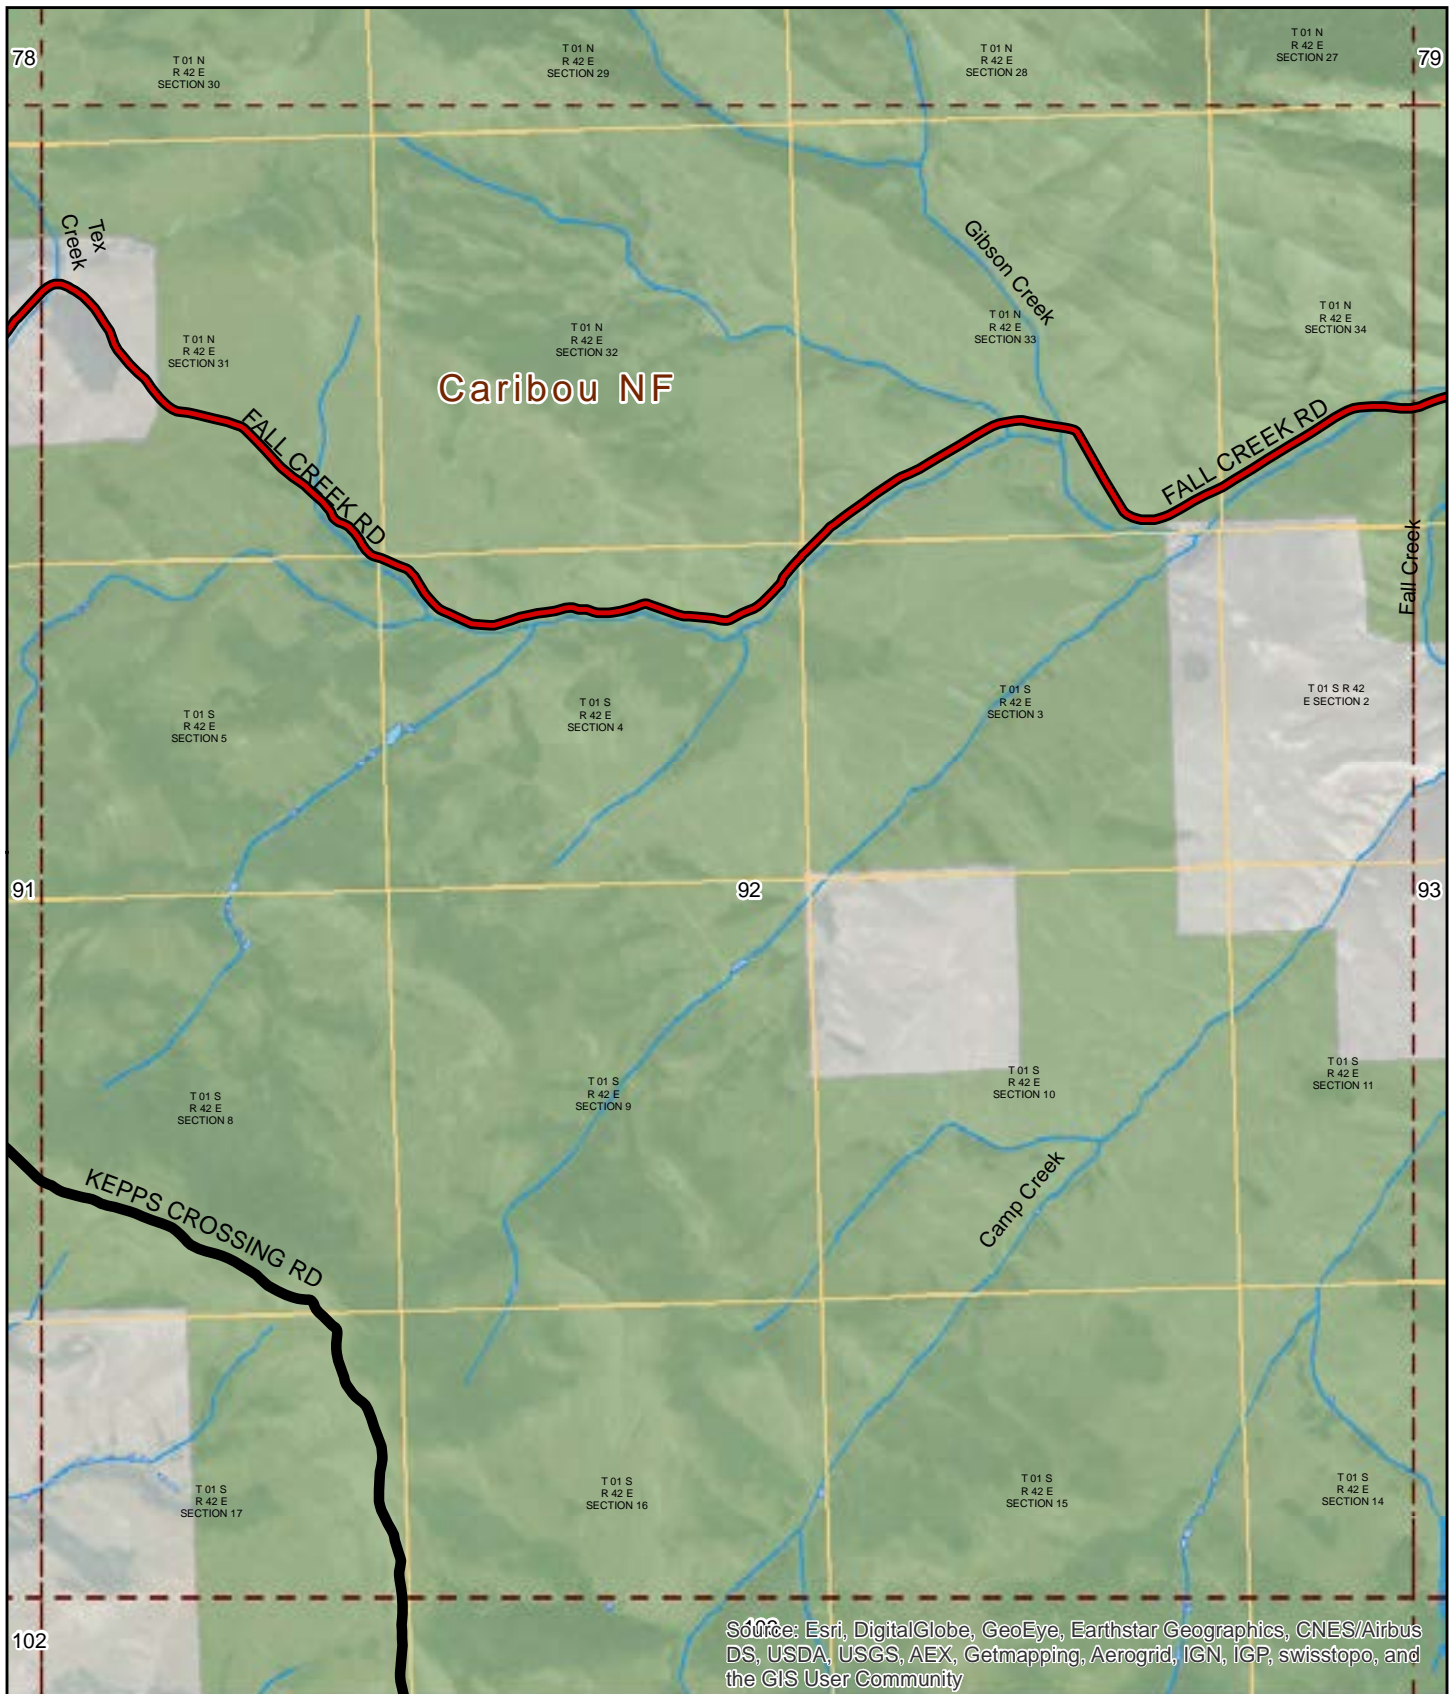 78
T 01 N
R 42 E
SECTION 30
T 01 N
R 42 E
SECTION 29
T 01 N
R 42 E
SECTION 28
T 01 N
R 42 E
SECTION 27
79
Tex
Creek
Gibson Creek
T 01 N
R 42 E
SECTION 31
T 01 N
R 42 E
SECTION 32
T 01 N
R 42 E
SECTION 33
T 01 N
R 42 E
SECTION 34
Caribou NF
FALL CREEK RD
FALL CREEK RD
Fall Creek
T 01 S
R 42 E
SECTION 5
T 01 S
R 42 E
SECTION 4
T 01 S
R 42 E
SECTION 3
T 01 S R 42
E SECTION 2
91
92
93
T 01 S
R 42 E
SECTION 8
T 01 S
R 42 E
SECTION 9
T 01 S
R 42 E
SECTION 10
T 01 S
R 42 E
SECTION 11
Camp Creek
KEPPS CROSSING RD
T 01 S
R 42 E
SECTION 17
T 01 S
R 42 E
SECTION 16
T 01 S
R 42 E
SECTION 15
T 01 S
R 42 E
SECTION 14
102
Source: Esri, DigitalGlobe, GeoEye, Earthstar Geographics, CNES/Airbus
DS, USDA, USGS, AEX, Getmapping, Aerogrid, IGN, IGP, swisstopo, and
the GIS User Community